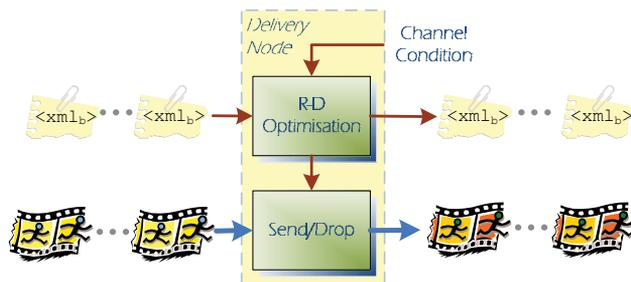 Delivery
Node
Channel
Condition
<xmlb> <xmlb>
R-D
Optimisation
<xmlb> <xmlb>
Send/Drop